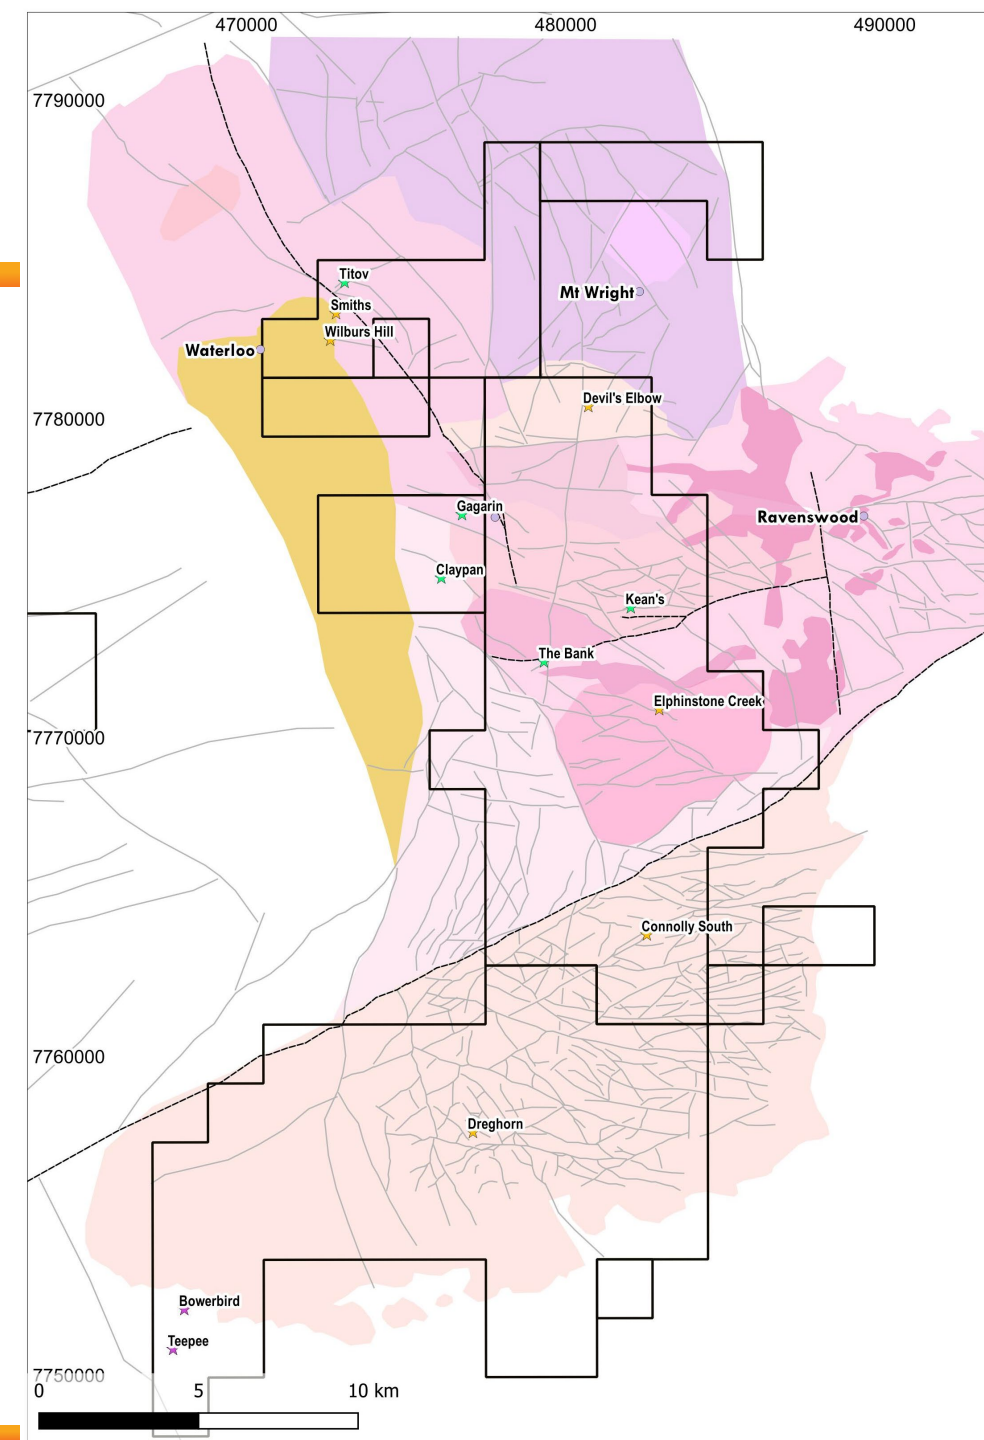 470000
480000
490000
7790000
Titov
Mt Wright
Smiths
Wilburs Hill
Waterloo
Devil's Elbow
7780000
Gagarin
Ravenswood
Claypan
Kean's
The Bank
Elphinstone Creek
7770000
Connolly South
7760000
Dreghorn
Bowerbird
Teepee
7750000
0 5 10 km